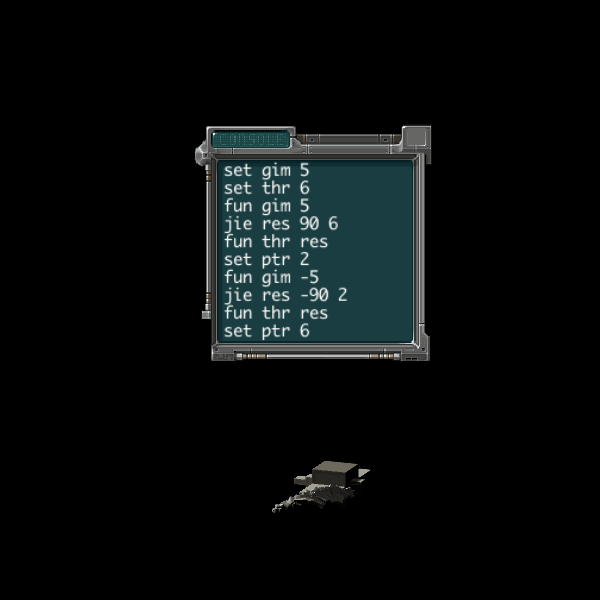 CONSOLE
set gim 5
set thr 6
fun gim 5
jie res 90 6
fun thr res
set ptr 2
fun gim -5
jie res -90 2
fun thr res
set ptr 6